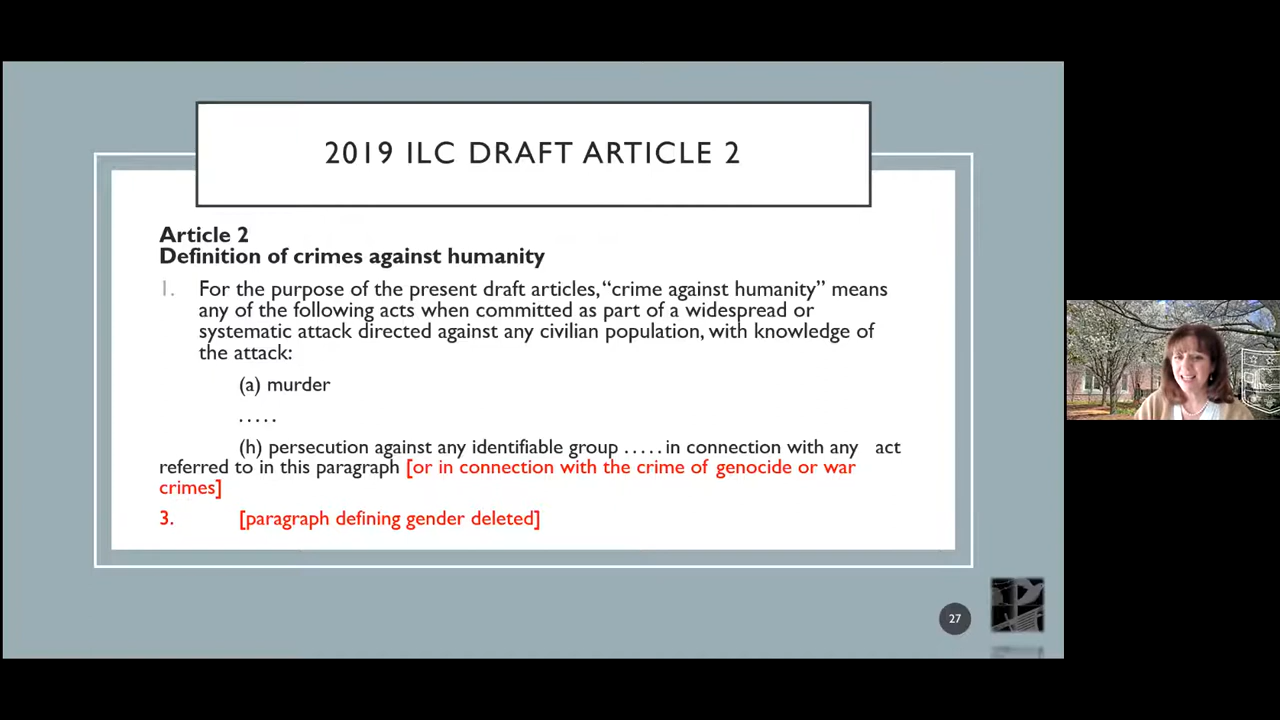 2019 ILC DRAFT ARTICLE 2
Article 2
Definition of crimes against humanity
1. For the purpose of the present draft articles, “crime against humanity” means
any of the following acts when committed as part of a widespread or
systematic attack directed against any civilian population, with knowledge of
the attack:
(a) murder
.....
(h) persecution against any identifiable group ..... in connection with any act
referred to in this paragraph [or in connection with the crime of genocide or war
crimes]
3. [paragraph defining gender deleted]
27